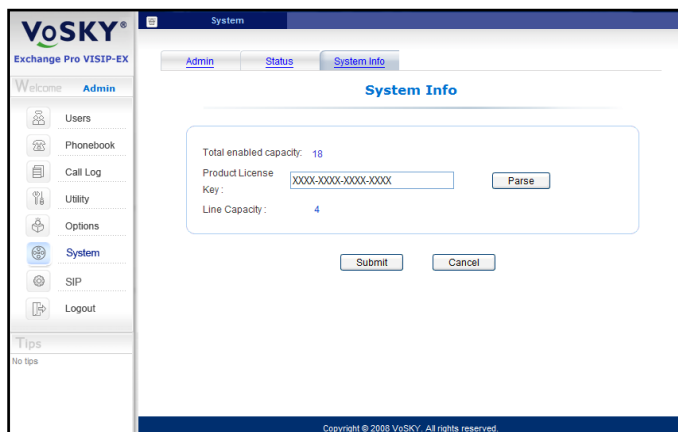 VoSKY®
Exchange Pro VISIP-EX
Welcome Admin
Users
Phonebook
Call Log
Utility
Options
System
SIP
Logout
Tips
No tips
System
Admin Status System Info
System Info
Total enabled capacity: 18
Product License
Key : XXXX-XXXX-XXXX-XXXX Parse
Line Capacity : 4
Submit Cancel
Copyright © 2008 VoSKY. All rights reserved.